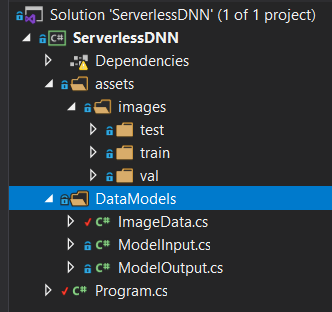 Solution 'ServerlessDNN' (1 of 1 project)
C# ServerlessDNN
Dependencies
assets
images
test
train
val
DataModels
C# ImageData.cs
C# ModelInput.cs
C# ModelOutput.cs
C# Program.cs